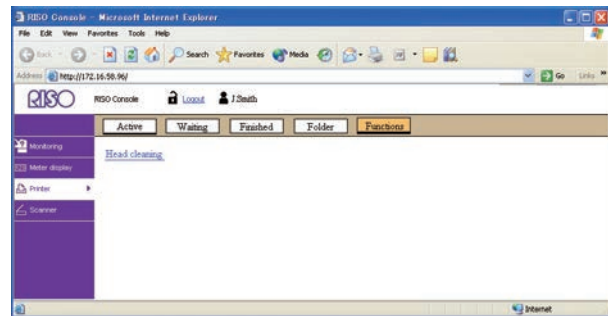 RISO Console - Microsoft Internet Explorer
File Edit View Favorites Tools Help
Back Search Favorites Media
Address http://172.16.58.96/ Go Links »
RISO RISO Console Logout J.Smith
Active Waiting Finished Folder Functions
Monitoring
Head cleaning
Meter display
Printer
Scanner
Internet